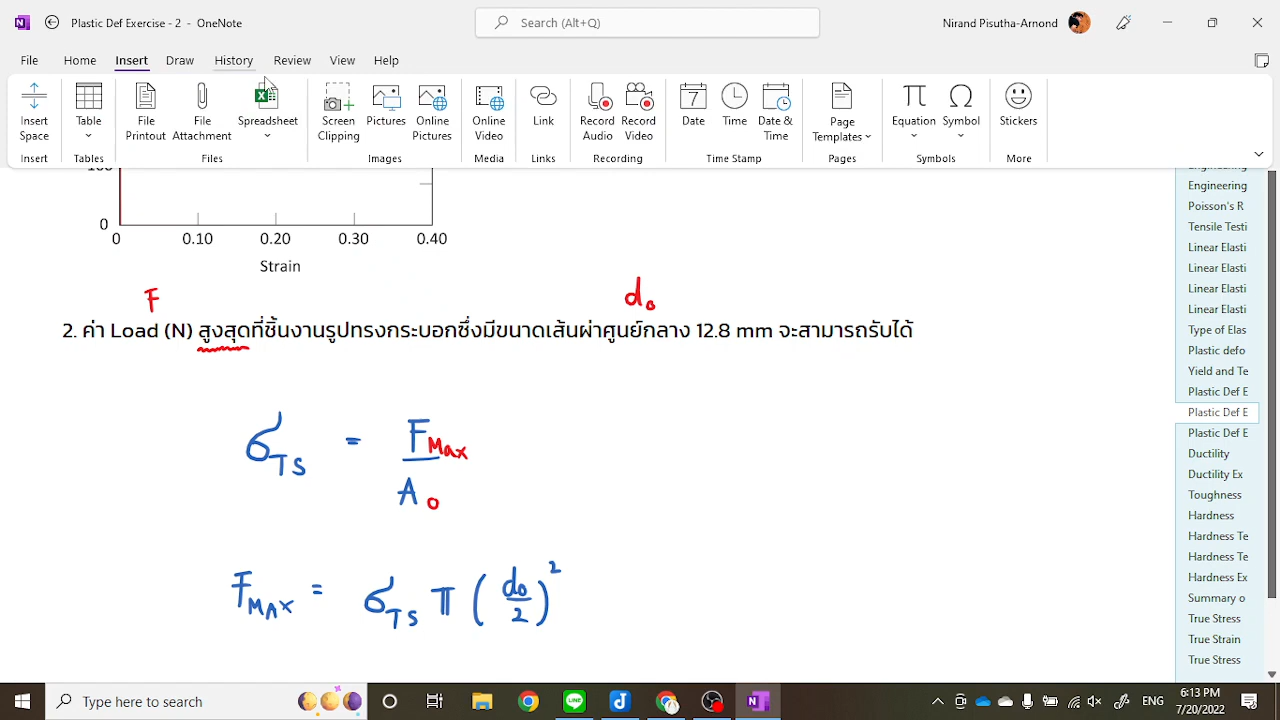 Plastic Def Exercise - 2 - OneNote
Search (Alt+Q)
Nirand Pisutha-Arnond
File Home Insert Draw History Review View Help
Insert Space
Table
File Printout
File Attachment
Spreadsheet
Screen Clipping
Pictures
Online Pictures
Online Video
Link
Record Audio
Record Video
Date
Time
Date & Time
Page Templates
Equation
Symbol
Stickers
Insert Tables Files Images Media Links Recording Time Stamp Pages Symbols More
100
0
0 0.10 0.20 0.30 0.40
Strain
F d₀
2. ค่า Load (N) สูงสุดที่ชิ้นงานรูปทรงกระบอกซึ่งมีขนาดเส้นผ่าศูนย์กลาง 12.8 mm จะสามารถรับได้
σTS = FMax / A0
FMAX = σTS π (d0/2)²
Engineering
Engineering
Poisson's R
Tensile Testi
Linear Elasti
Linear Elasti
Linear Elasti
Linear Elasti
Type of Elas
Plastic defo
Yield and Te
Plastic Def E
Plastic Def E
Plastic Def E
Ductility
Ductility Ex
Toughness
Hardness
Hardness Te
Hardness Te
Hardness Ex
Summary o
True Stress
True Strain
True Stress
Type here to search
ENG
6:13 PM
7/20/2022